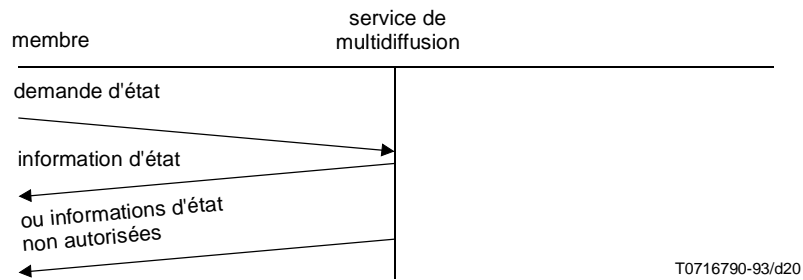 membre
service de
multidiffusion
demande d'état
information d'état
ou informations d'état
non autorisées
T0716790-93/d20